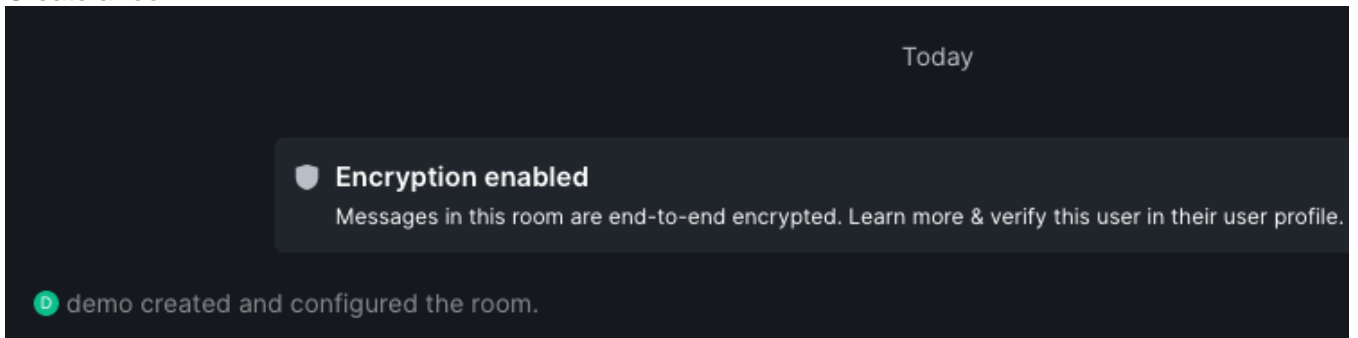 Today
Encryption enabled
Messages in this room are end-to-end encrypted. Learn more & verify this user in their user profile.
D demo created and configured the room.